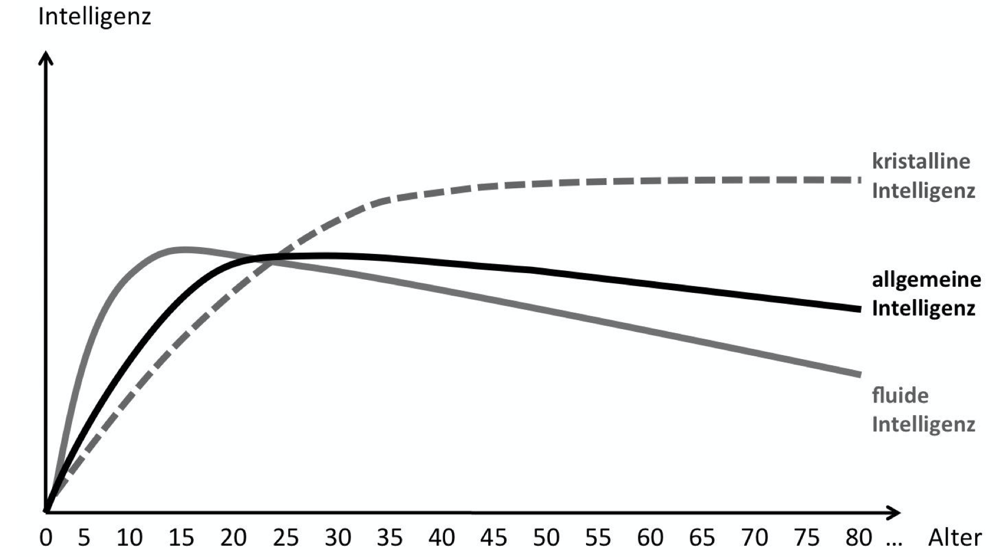 Intelligenz
kristalline
Intelligenz
allgemeine
Intelligenz
fluide
Intelligenz
0 5 10 15 20 25 30 35 40 45 50 55 60 65 70 75 80 ... Alter